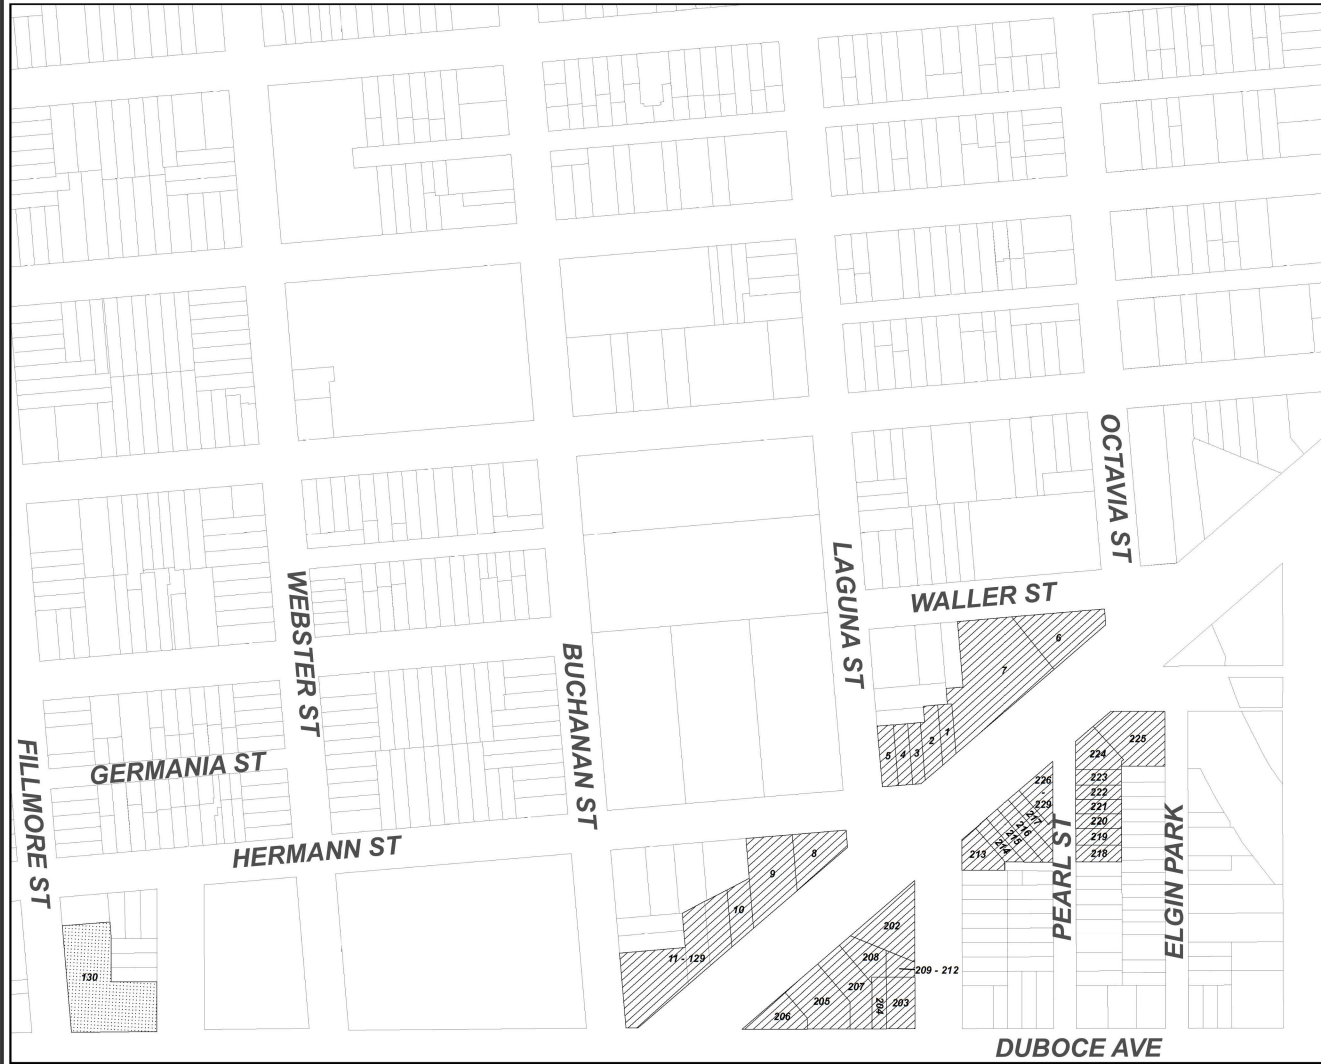 OCTAVIA ST
LAGUNA ST
WEBSTER ST
WALLER ST
BUCHANAN ST
6
7
1
2
3
4
5
225
224
223
222
221
220
219
218
226
-
229
217
216
215
214
213
FILLMORE ST
GERMANIA ST
PEARL ST
ELGIN PARK
HERMANN ST
8
9
10
11 - 129
130
202
208
209 - 212
207
205
206
204
203
DUBOCE AVE